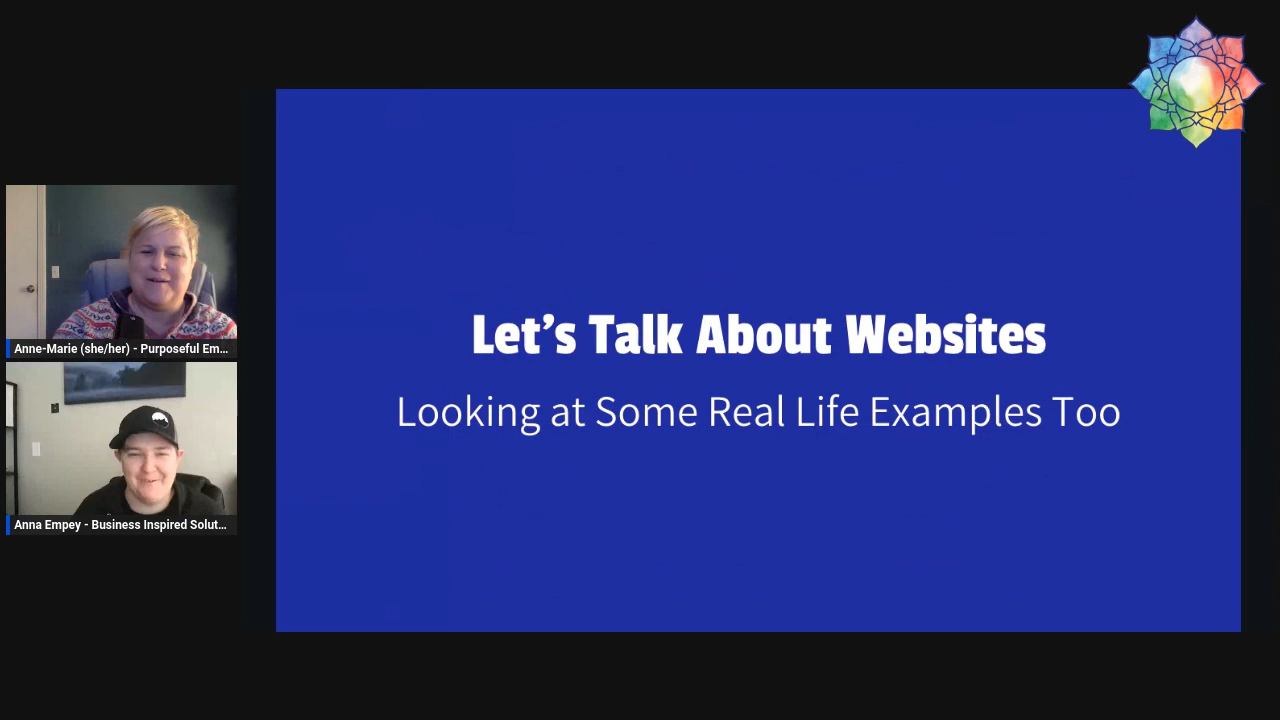 Let’s Talk About Websites
Looking at Some Real Life Examples Too
Anne-Marie (she/her) - Purposeful Em...
Anna Empey - Business Inspired Solut...